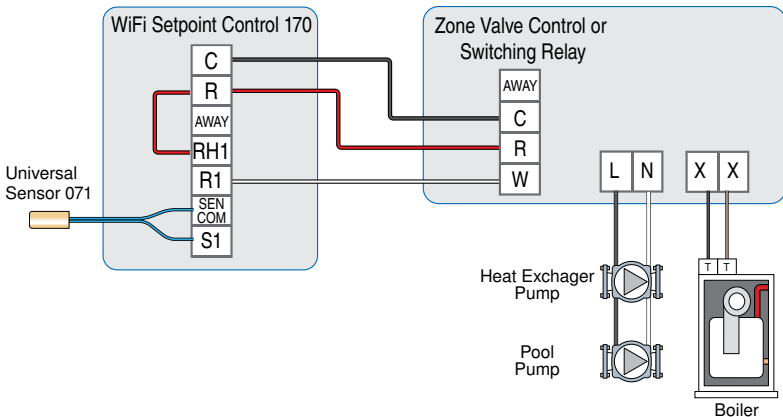 WiFi Setpoint Control 170
C
R
AWAY
RH1
R1
SEN
COM
S1
Universal
Sensor 071
Zone Valve Control or
Switching Relay
AWAY
C
R
W
L N
X X
T T
Heat Exchager
Pump
Pool
Pump
Boiler